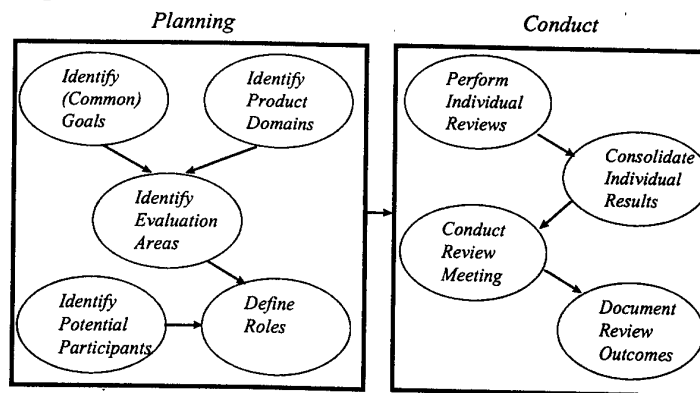 Planning
Conduct
Identify
(Common)
Goals
Identify
Product
Domains
Identify
Evaluation
Areas
Identify
Potential
Participants
Define
Roles
Perform
Individual
Reviews
Consolidate
Individual
Results
Conduct
Review
Meeting
Document
Review
Outcomes